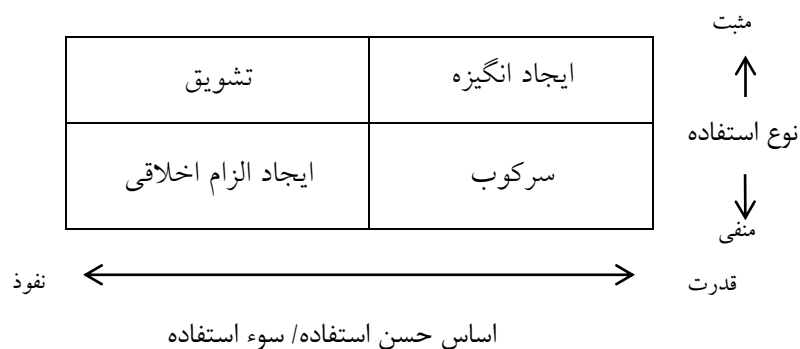 مثبت
ایجاد انگیزه
تشویق
نوع استفاده
سرکوب
ایجاد الزام اخلاقی
منفی
قدرت
نفوذ
اساس حسن استفاده/ سوء استفاده